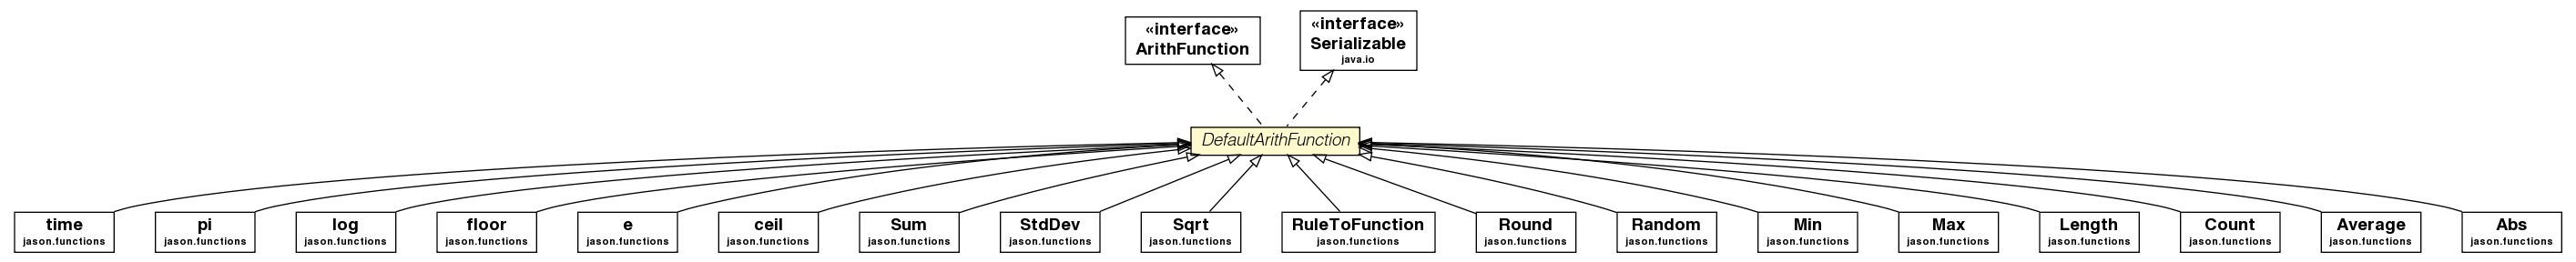 «interface»
ArithFunction
«interface»
Serializable
java.io
DefaultArithFunction
time
jason.functions
pi
jason.functions
log
jason.functions
floor
jason.functions
e
jason.functions
ceil
jason.functions
Sum
jason.functions
StdDev
jason.functions
Sqrt
jason.functions
RuleToFunction
jason.functions
Round
jason.functions
Random
jason.functions
Min
jason.functions
Max
jason.functions
Length
jason.functions
Count
jason.functions
Average
jason.functions
Abs
jason.functions